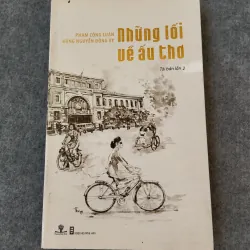 PHẠM CÔNG LUẬN
ĐẶNG NGUYỄN ĐÔNG VY
Những lối
về ấu thơ
Tái bản lần 2